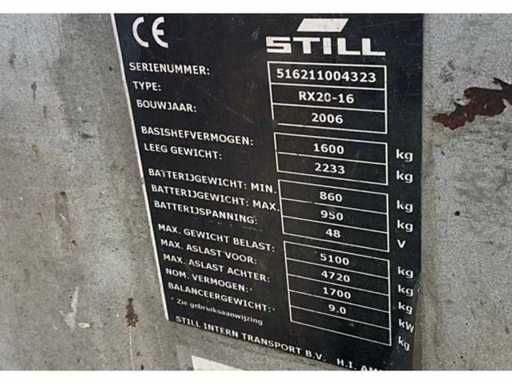 CE STILL
SERIENUMMER: 516211004323
TYPE: RX20-16
BOUWJAAR: 2006
BASISHEFVERMOGEN: 1600 kg
LEEG GEWICHT: 2233 kg
BATTERIJGEWICHT: MIN. 860 kg
BATTERIJGEWICHT: MAX. 950 kg
BATTERIJSPANNING: 48 V
MAX. GEWICHT BELAST: 5100 kg
MAX. ASLAST VOOR: 4720 kg
MAX. ASLAST ACHTER: 1700 kg
NOM. VERMOGEN: 9.0 kW
BALANCEERGEWICHT: kg
* Zie gebruiksaanwijzing
STILL INTERN TRANSPORT B.V. H.I.